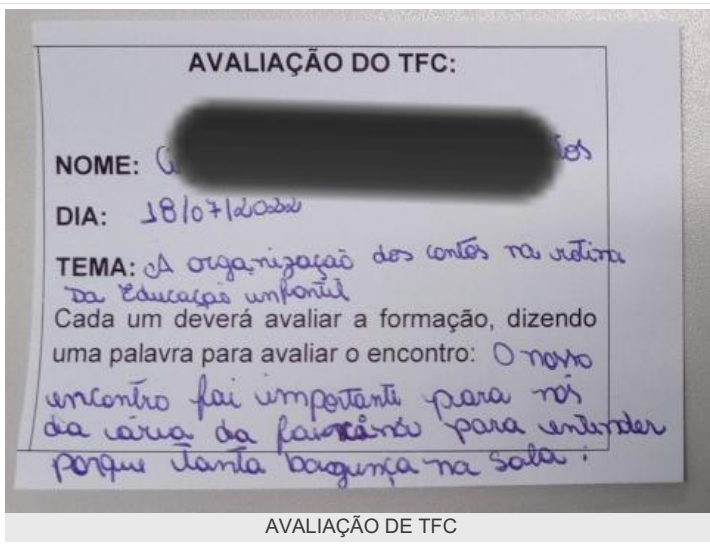 AVALIAÇÃO DO TFC:
NOME:
DIA: 18/07/2022
TEMA: A organização dos contos na rotina
da Educação infantil
Cada um deverá avaliar a formação, dizendo
uma palavra para avaliar o encontro: O nosso
encontro foi importante para nós
da área da para entender
porque tanta bagunça na sala.
AVALIAÇÃO DE TFC